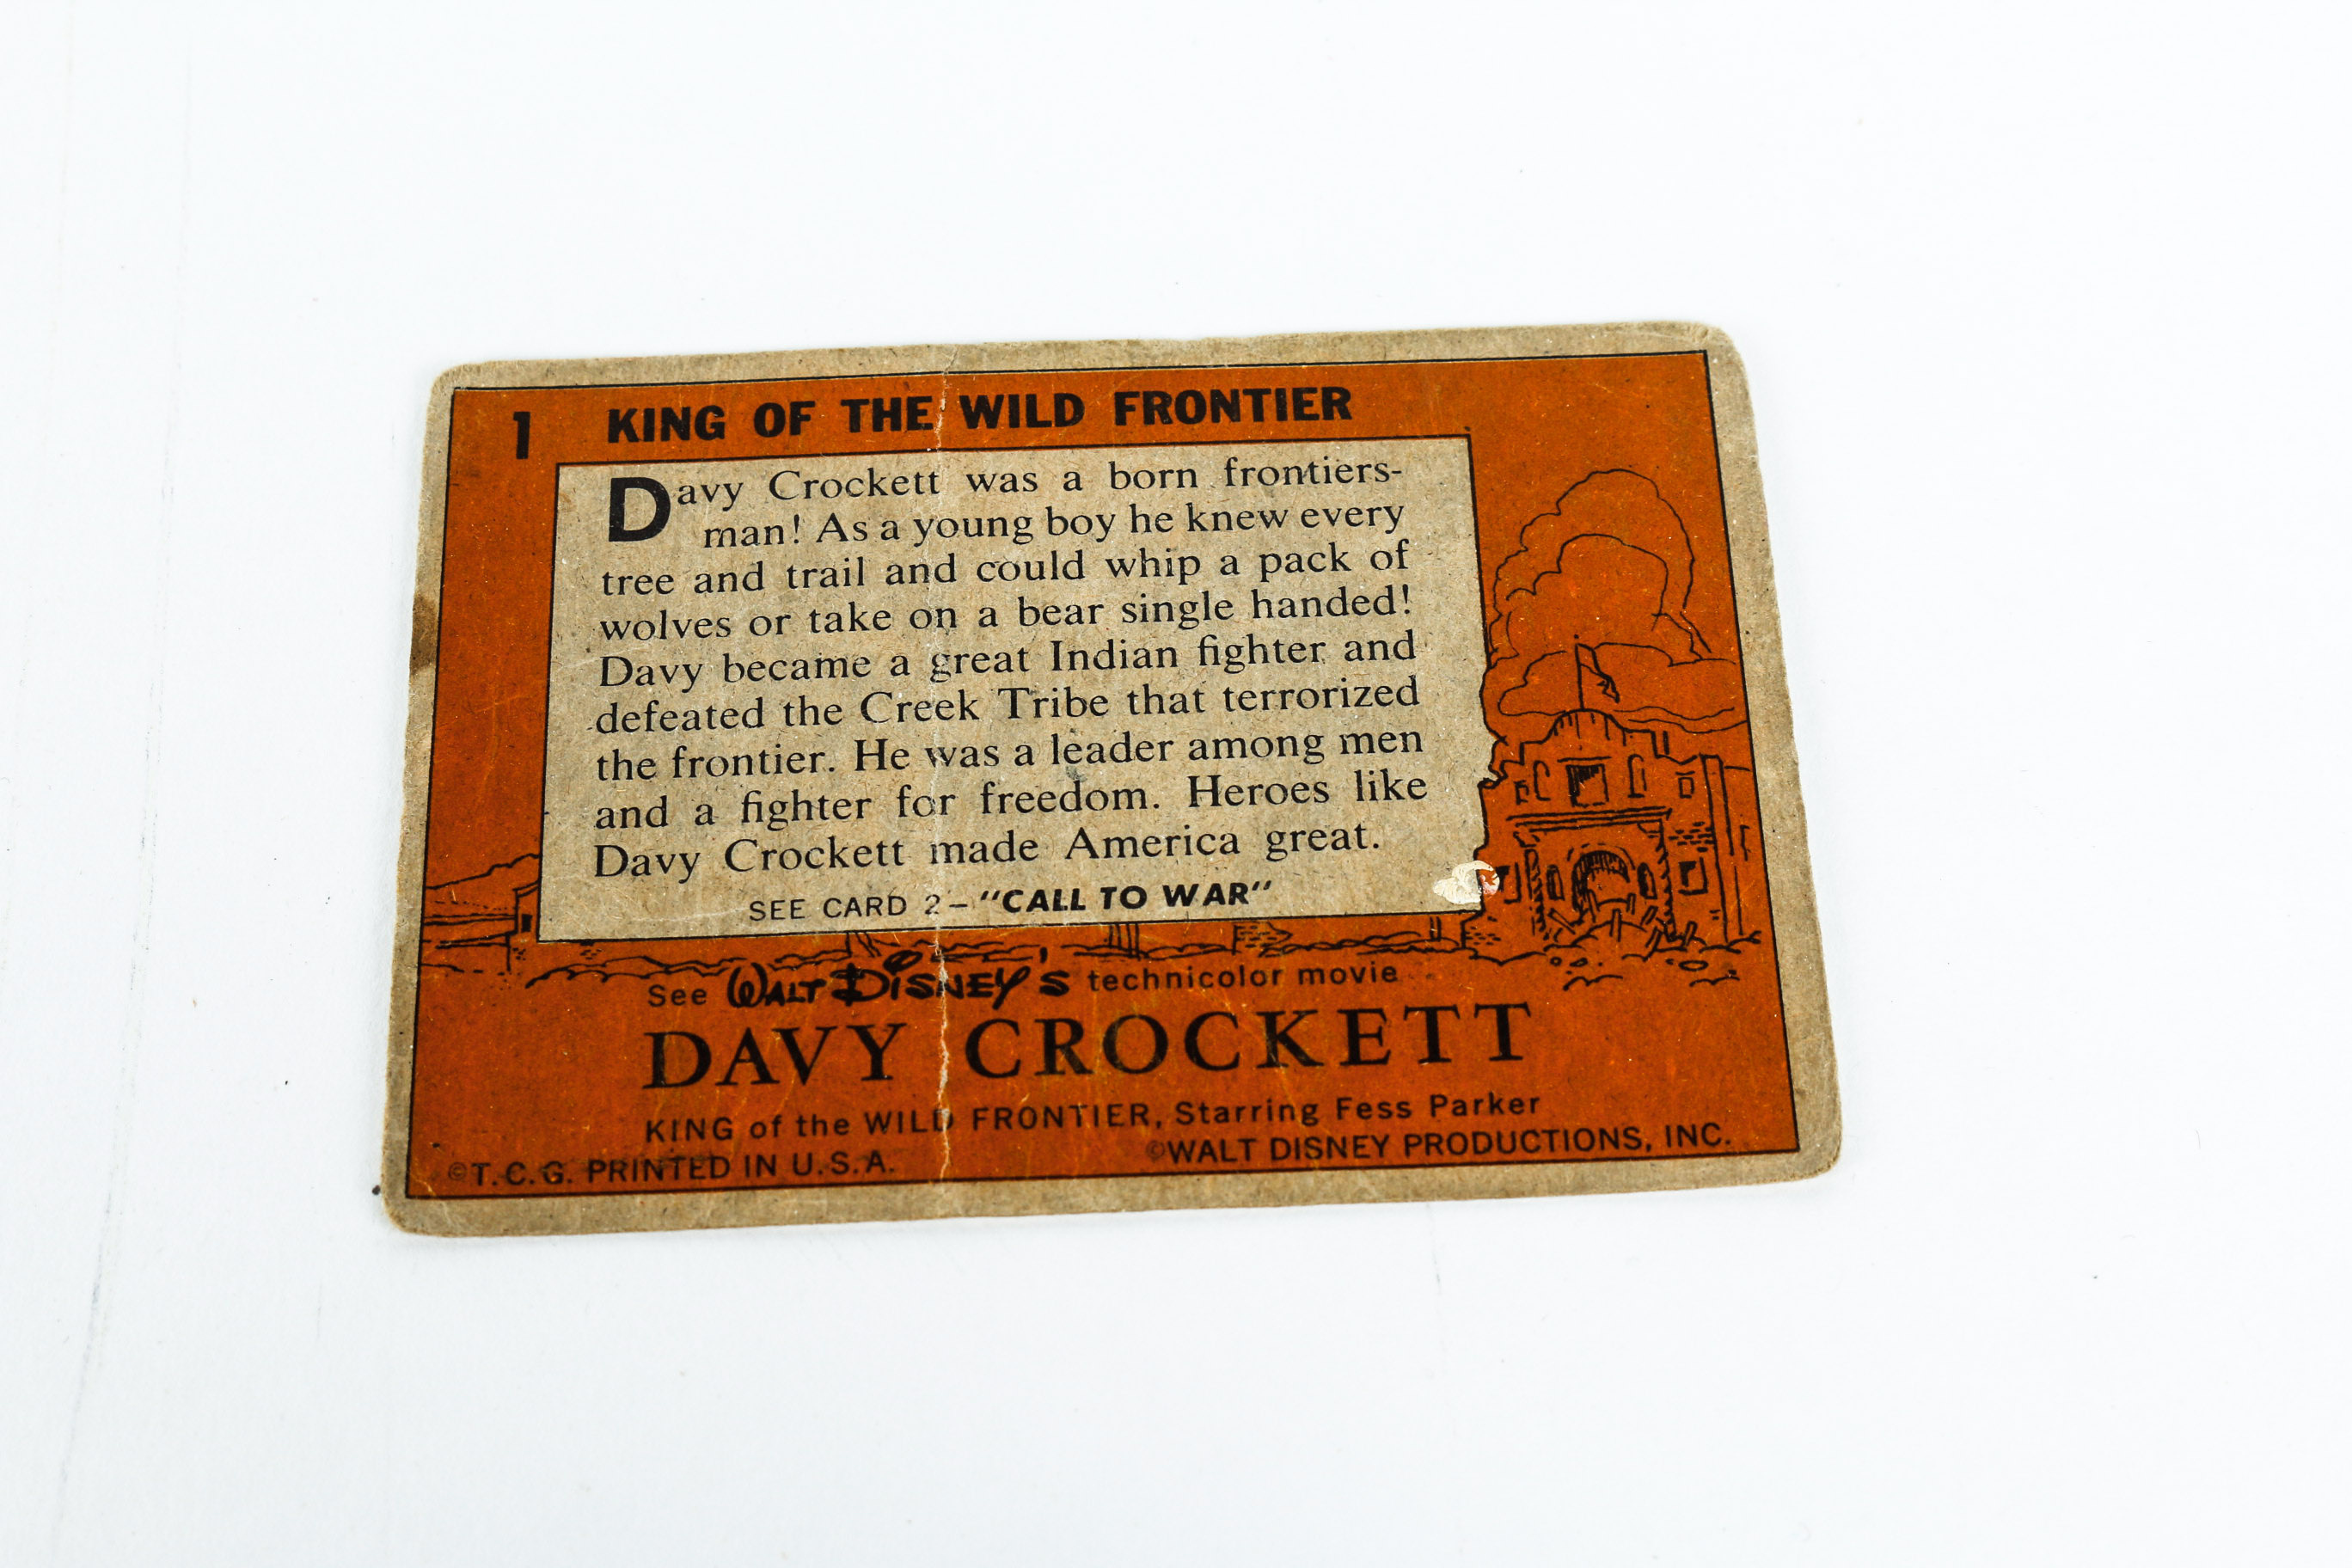 1 KING OF THE WILD FRONTIER
Davy Crockett was a born frontiers-
man! As a young boy he knew every
tree and trail and could whip a pack of
wolves or take on a bear single handed!
Davy became a great Indian fighter and
defeated the Creek Tribe that terrorized
the frontier. He was a leader among men
and a fighter for freedom. Heroes like
Davy Crockett made America great.
SEE CARD 2 – "CALL TO WAR"
See WALT DISNEY'S technicolor movie
DAVY CROCKETT
KING of the WILD FRONTIER, Starring Fess Parker
©WALT DISNEY PRODUCTIONS, INC.
©T.C.G. PRINTED IN U.S.A.